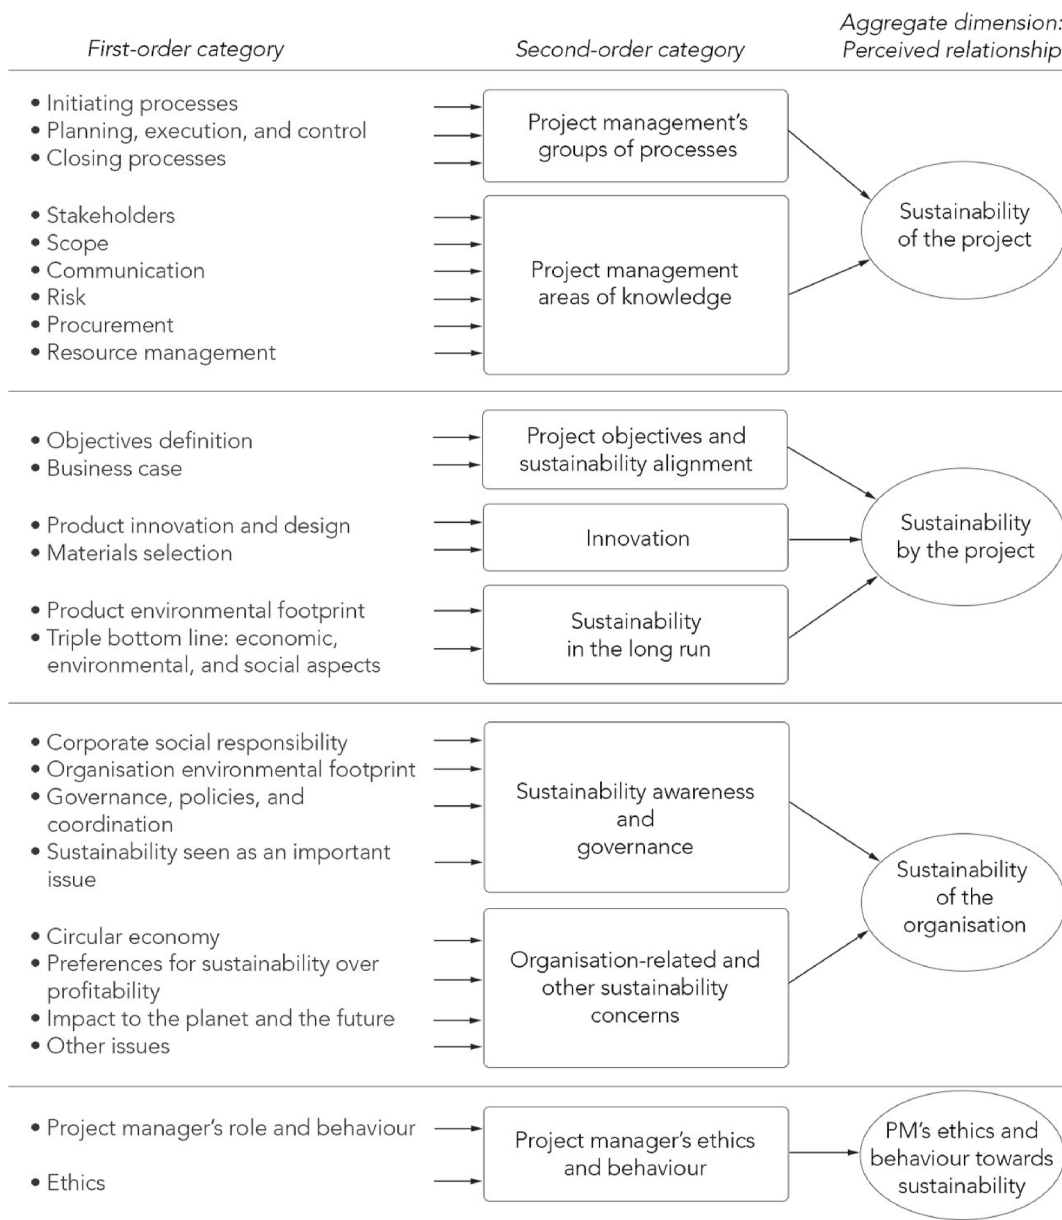 First-order category
Second-order category
Aggregate dimension:
Perceived relationship
• Initiating processes
• Planning, execution, and control
• Closing processes
Project management’s
groups of processes
• Stakeholders
• Scope
• Communication
• Risk
• Procurement
• Resource management
Project management
areas of knowledge
Sustainability
of the project
• Objectives definition
• Business case
Project objectives and
sustainability alignment
• Product innovation and design
• Materials selection
Innovation
• Product environmental footprint
• Triple bottom line: economic,
environmental, and social aspects
Sustainability
in the long run
Sustainability
by the project
• Corporate social responsibility
• Organisation environmental footprint
• Governance, policies, and
coordination
• Sustainability seen as an important
issue
Sustainability awareness
and
governance
• Circular economy
• Preferences for sustainability over
profitability
• Impact to the planet and the future
• Other issues
Organisation-related and
other sustainability
concerns
Sustainability
of the
organisation
• Project manager’s role and behaviour
• Ethics
Project manager’s ethics
and behaviour
PM’s ethics and
behaviour towards
sustainability